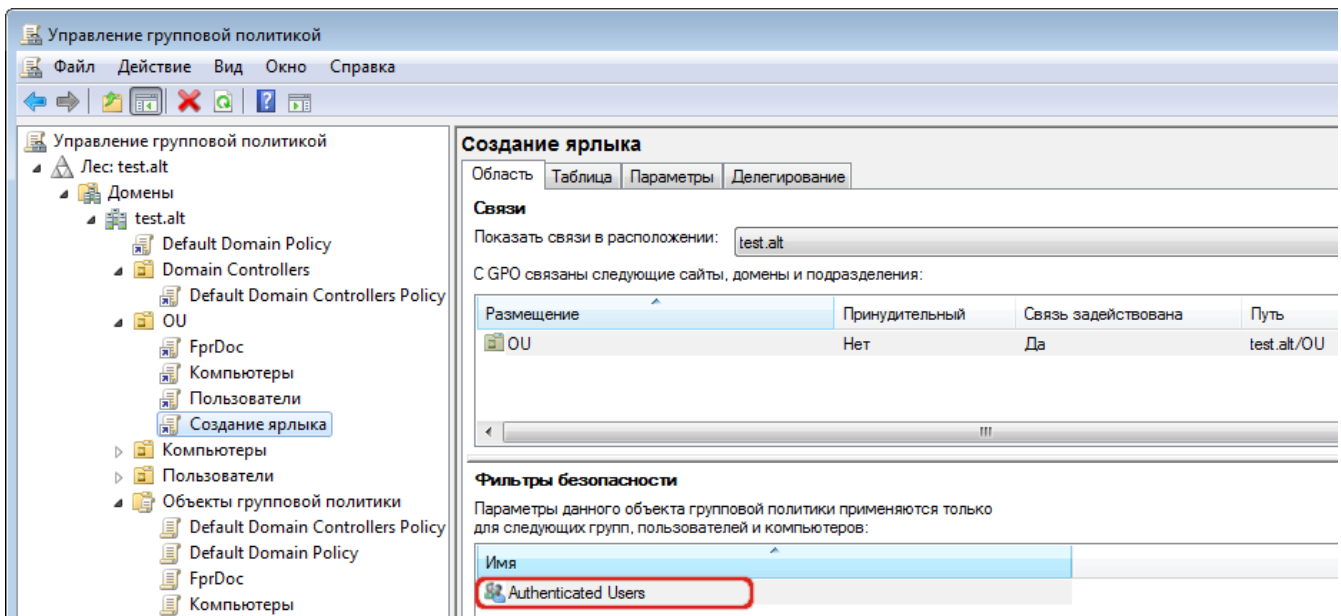 Управление групповой политикой
Файл Действие Вид Окно Справка
Управление групповой политикой
Лес: test.alt
Домены
test.alt
Default Domain Policy
Domain Controllers
Default Domain Controllers Policy
OU
FprDoc
Компьютеры
Пользователи
Создание ярлыка
Компьютеры
Пользователи
Объекты групповой политики
Default Domain Controllers Policy
Default Domain Policy
FprDoc
Компьютеры
Создание ярлыка
Область Таблица Параметры Делегирование
Связи
Показать связи в расположении: test.alt
С GPO связаны следующие сайты, домены и подразделения:
Размещение Принудительный Связь задействована Путь
OU Нет Да test.alt/OU
Фильтры безопасности
Параметры данного объекта групповой политики применяются только
для следующих групп, пользователей и компьютеров:
Имя
Authenticated Users